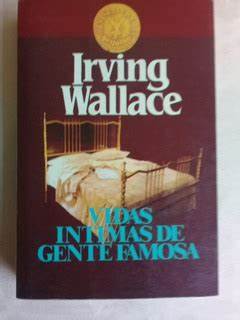 Irving
Wallace
VIDAS
INTIMAS DE
GENTE FAMOSA